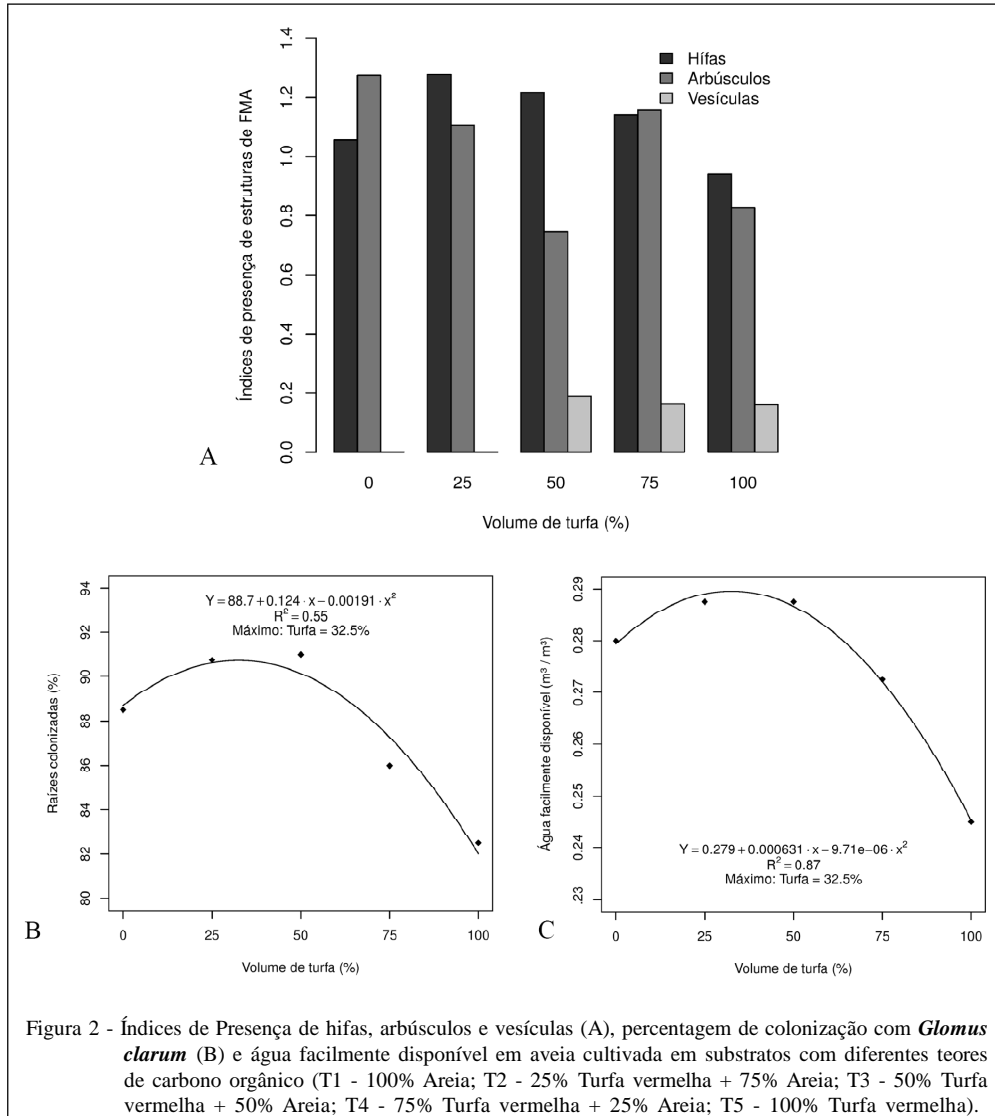 Hífas
Arbúsculos
Vesículas
Índices de presença de estruturas de FMA
0.0 0.2 0.4 0.6 0.8 1.0 1.2 1.4
0 25 50 75 100
Volume de turfa (%)
A
Y = 88.7 + 0.124 · x − 0.00191 · x²
R² = 0.55
Máximo: Turfa = 32.5%
Raízes colonizadas (%)
80 82 84 86 88 90 92 94
0 25 50 75 100
Volume de turfa (%)
B
Y = 0.279 + 0.000631 · x − 9.71e−06 · x²
R² = 0.87
Máximo: Turfa = 32.5%
Água facilmente disponível (m³ / m³)
0.23 0.24 0.25 0.26 0.27 0.28 0.29
0 25 50 75 100
Volume de turfa (%)
C
Figura 2 - Índices de Presença de hifas, arbúsculos e vesículas (A), percentagem de colonização com Glomus
clarum (B) e água facilmente disponível em aveia cultivada em substratos com diferentes teores
de carbono orgânico (T1 - 100% Areia; T2 - 25% Turfa vermelha + 75% Areia; T3 - 50% Turfa
vermelha + 50% Areia; T4 - 75% Turfa vermelha + 25% Areia; T5 - 100% Turfa vermelha).